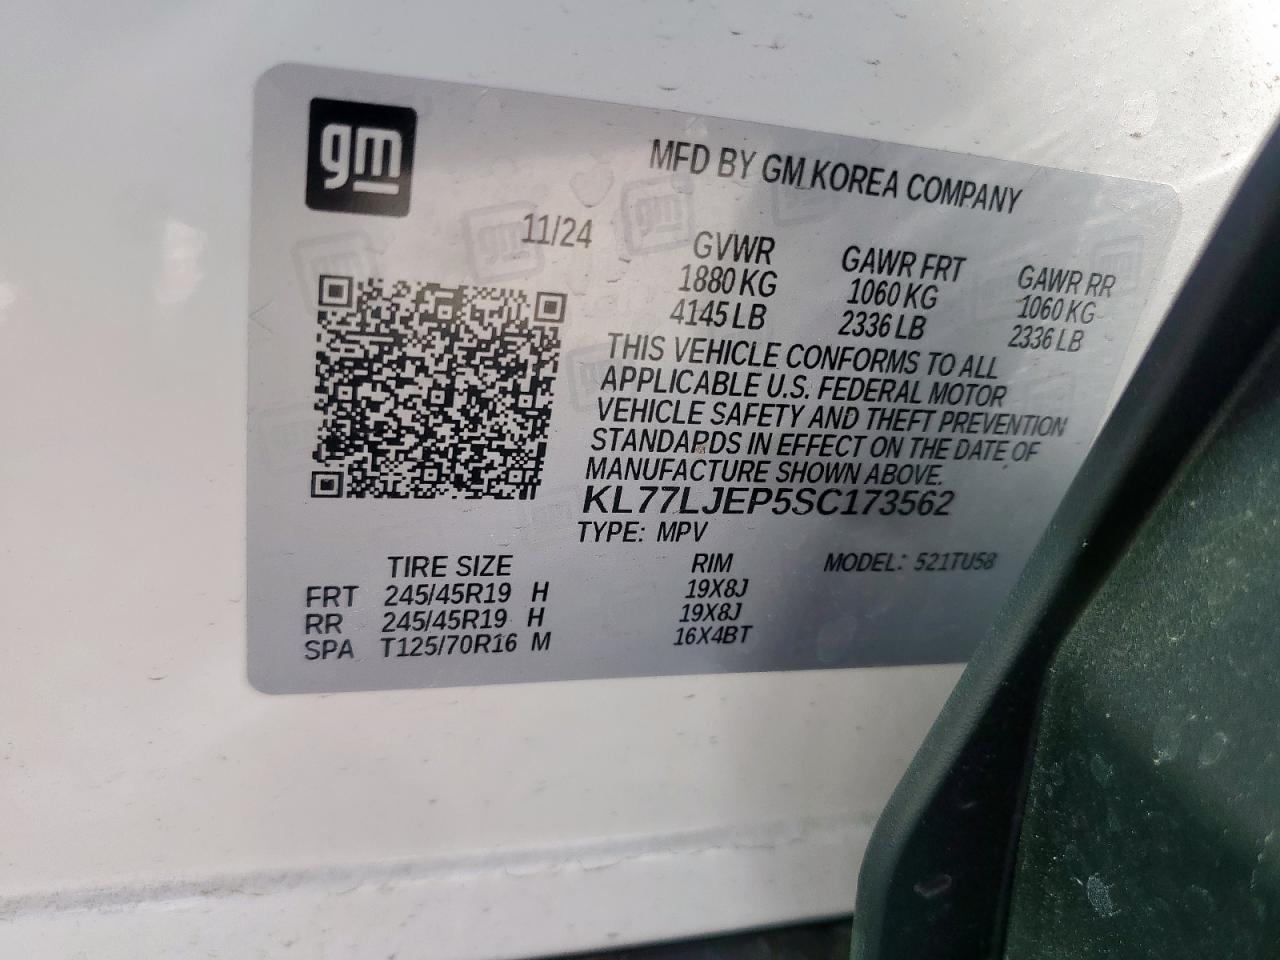 gm
MFD BY GM KOREA COMPANY
11/24
GVWR GAWR FRT GAWR RR
1880 KG 1060 KG 1060 KG
4145 LB 2336 LB 2336 LB
THIS VEHICLE CONFORMS TO ALL
APPLICABLE U.S. FEDERAL MOTOR
VEHICLE SAFETY AND THEFT PREVENTION
STANDARDS IN EFFECT ON THE DATE OF
MANUFACTURE SHOWN ABOVE.
KL77LJEP5SC173562
TYPE: MPV
TIRE SIZE RIM MODEL: 521TU58
FRT 245/45R19 H 19X8J
RR 245/45R19 H 19X8J
SPA T125/70R16 M 16X4BT